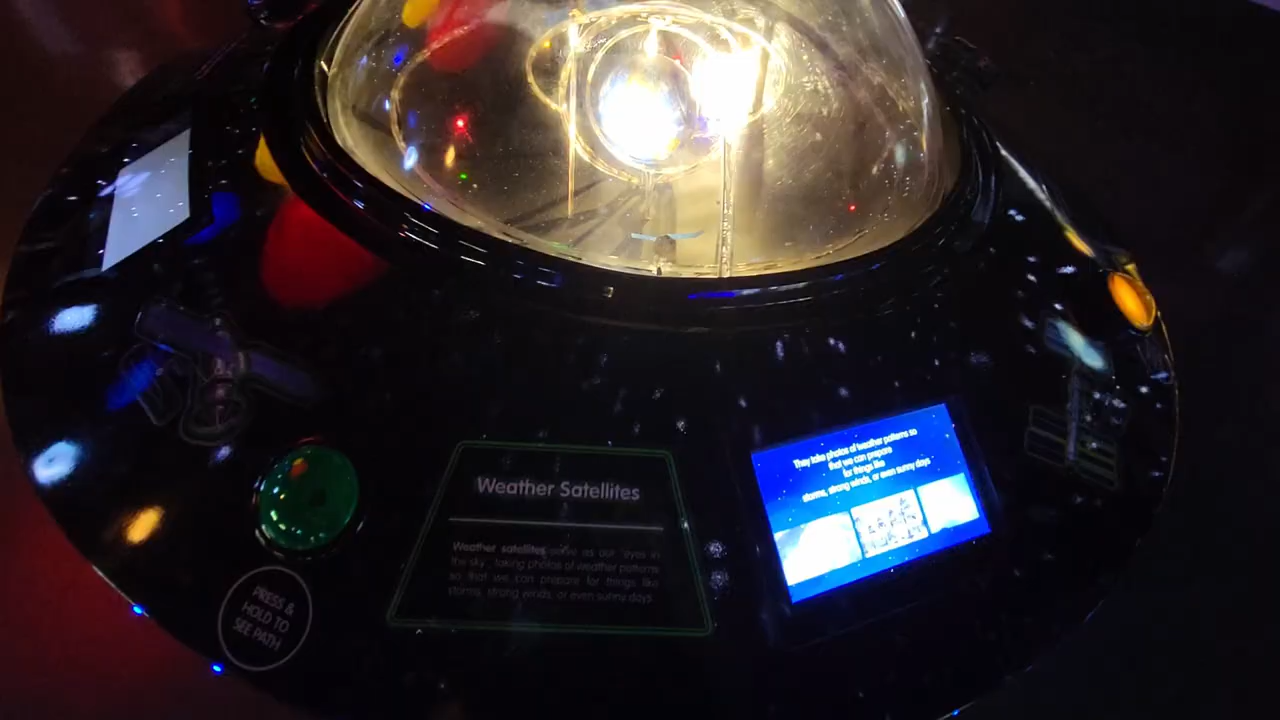 Weather Satellites
Weather satellites serve as our "eyes in
the sky", taking photos of weather patterns
so that we can prepare for things like
storms, strong winds, or even sunny days.
They take photos of weather patterns so
that we can prepare
for things like
storms, strong winds, or even sunny days
PRESS &
HOLD TO
SEE PATH